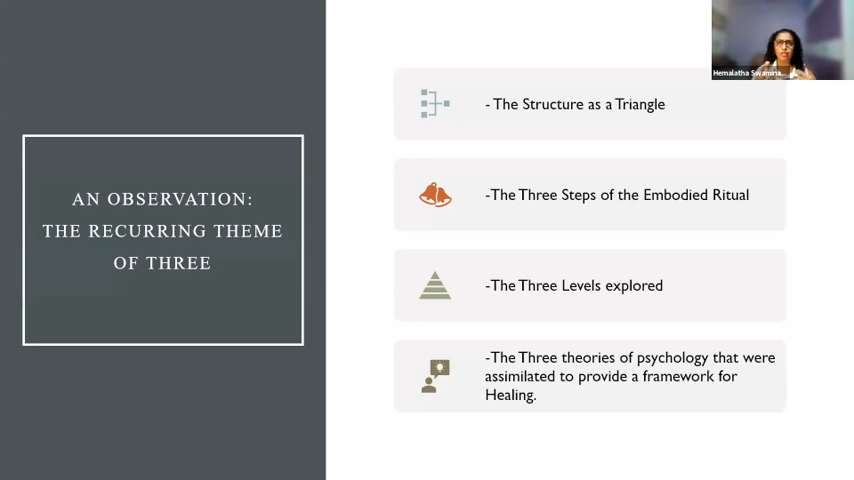 AN OBSERVATION:
THE RECURRING THEME
OF THREE
- The Structure as a Triangle
-The Three Steps of the Embodied Ritual
-The Three Levels explored
-The Three theories of psychology that were
assimilated to provide a framework for
Healing.
Hemalatha Swamina...